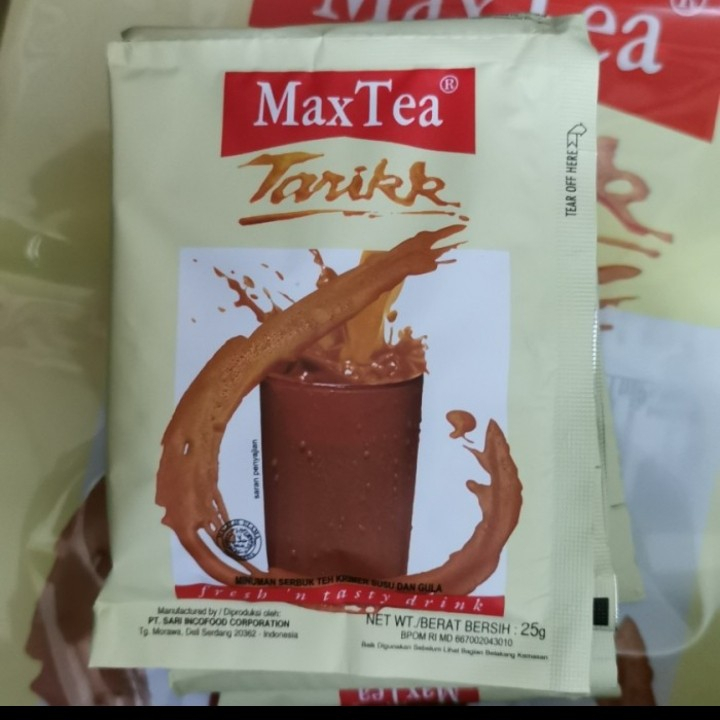 MaxTea®
Tarikk
TEAR OFF HERE
saran penyajian
MINUMAN SERBUK TEH KRIMER SUSU DAN GULA
fresh 'n tasty drink
Manufactured by / Diproduksi oleh:
PT. SARI INCOFOOD CORPORATION
Tg. Morawa, Deli Serdang 20362 - Indonesia
NET WT./BERAT BERSIH : 25g
BPOM RI MD 867002043010
Baik Digunakan Sebelum Lihat Bagian Belakang Kemasan
MaxTea®
MaxTea